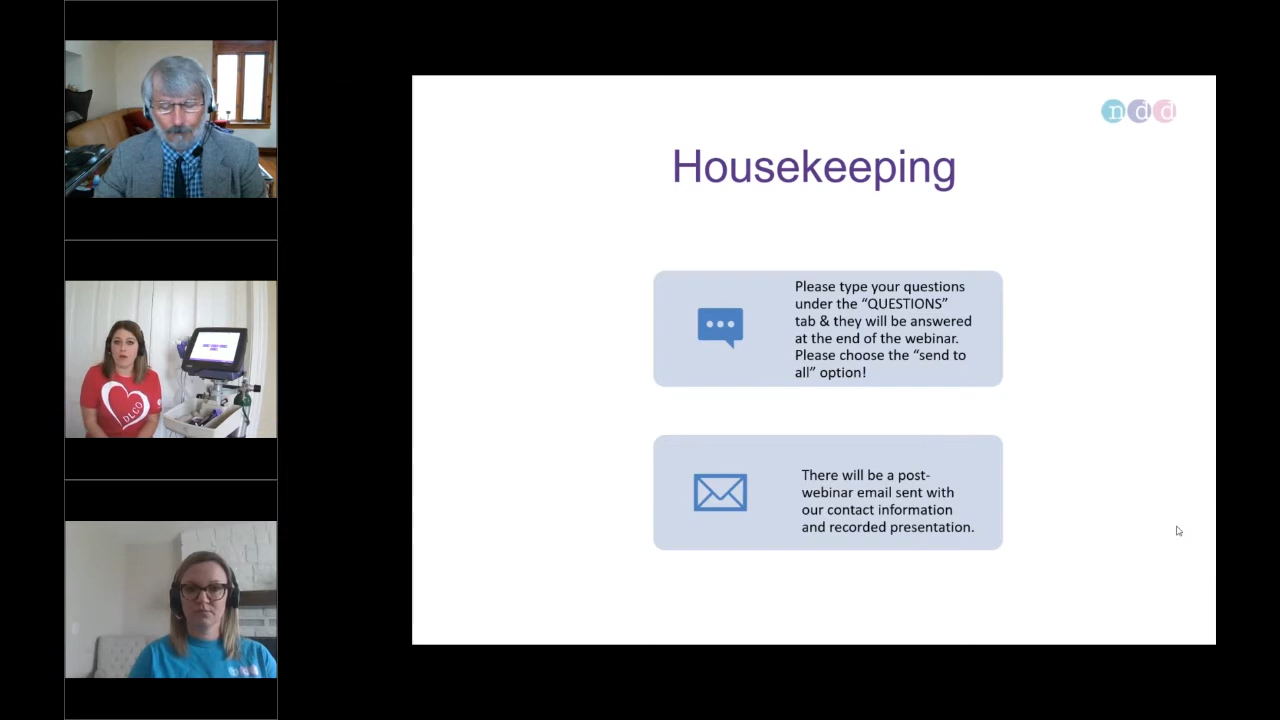 ndd
Housekeeping
Please type your questions
under the “QUESTIONS”
tab & they will be answered
at the end of the webinar.
Please choose the “send to
all” option!
There will be a post-
webinar email sent with
our contact information
and recorded presentation.
DLCO
ndd